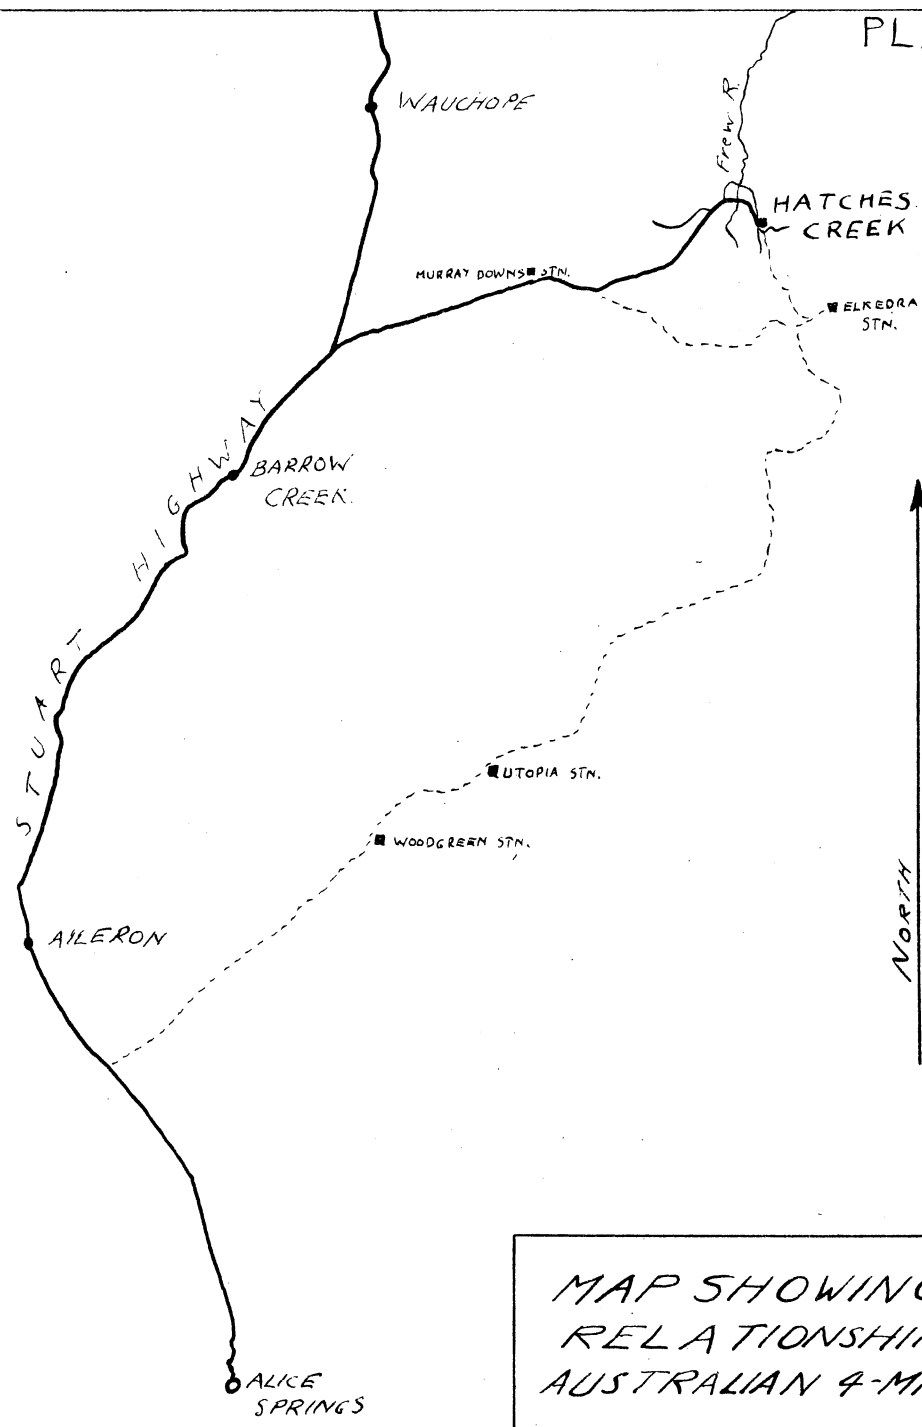 PL
WAUCHOPE
Frew R.
HATCHES
CREEK
MURRAY DOWNS STN.
ELKEDRA
STN.
STUART HIGHWAY
BARROW
CREEK.
UTOPIA STN.
WOODGREEN STN.
AILERON
NORTH
ALICE
SPRINGS
MAP SHOWING
RELATIONSHI
AUSTRALIAN 4-M